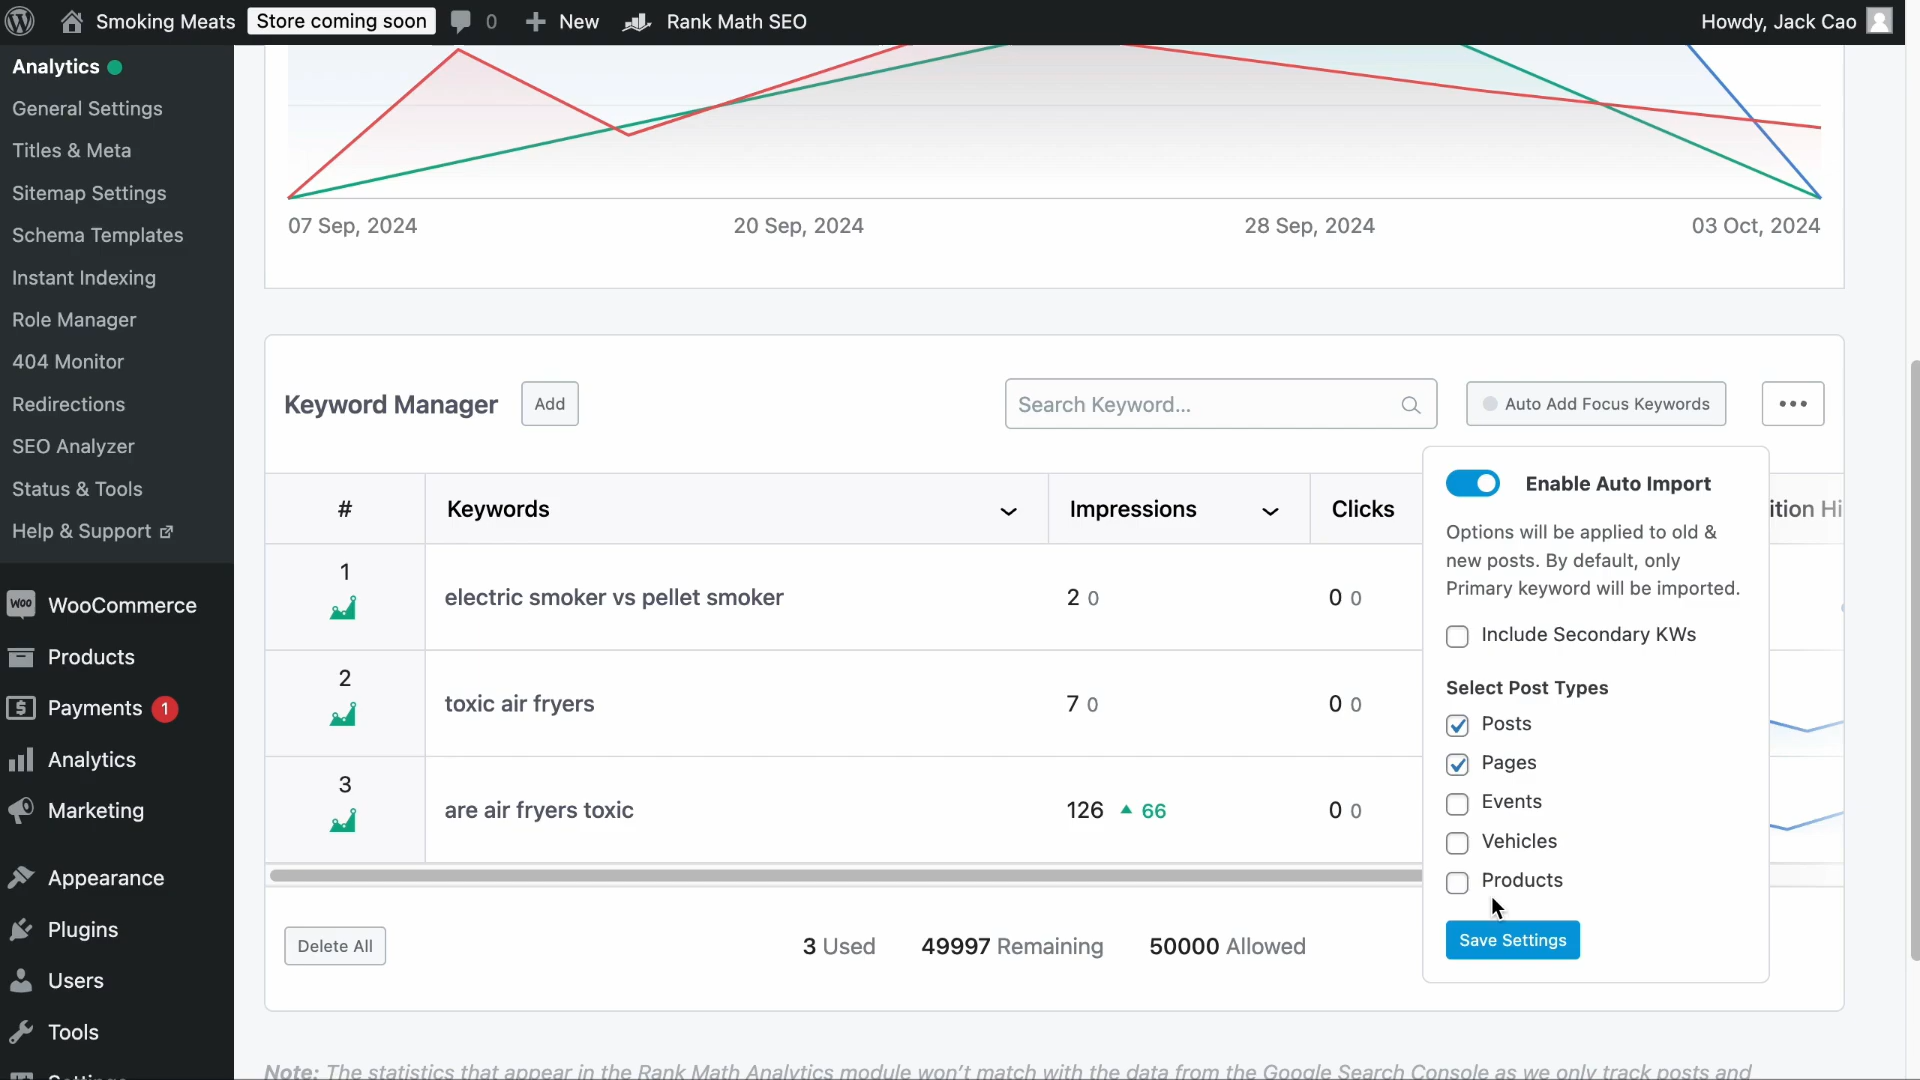 Smoking Meats Store coming soon 0 New Rank Math SEO Howdy, Jack Cao
Analytics
General Settings
Titles & Meta
Sitemap Settings
Schema Templates
Instant Indexing
Role Manager
404 Monitor
Redirections
SEO Analyzer
Status & Tools
Help & Support
WOO WooCommerce
Products
Payments 1
Analytics
Marketing
Appearance
Plugins
Users
Tools
07 Sep, 2024 20 Sep, 2024 28 Sep, 2024 03 Oct, 2024
Keyword Manager Add Search Keyword... Auto Add Focus Keywords •••
# Keywords Impressions Clicks ition Hi
1 electric smoker vs pellet smoker 2 0 0 0
2 toxic air fryers 7 0 0 0
3 are air fryers toxic 126 66 0 0
Enable Auto Import
Options will be applied to old &
new posts. By default, only
Primary keyword will be imported.
Include Secondary KWs
Select Post Types
Posts
Pages
Events
Vehicles
Products
Save Settings
Delete All 3 Used 49997 Remaining 50000 Allowed
Note: The statistics that appear in the Rank Math Analytics module won't match with the data from the Google Search Console as we only track posts and